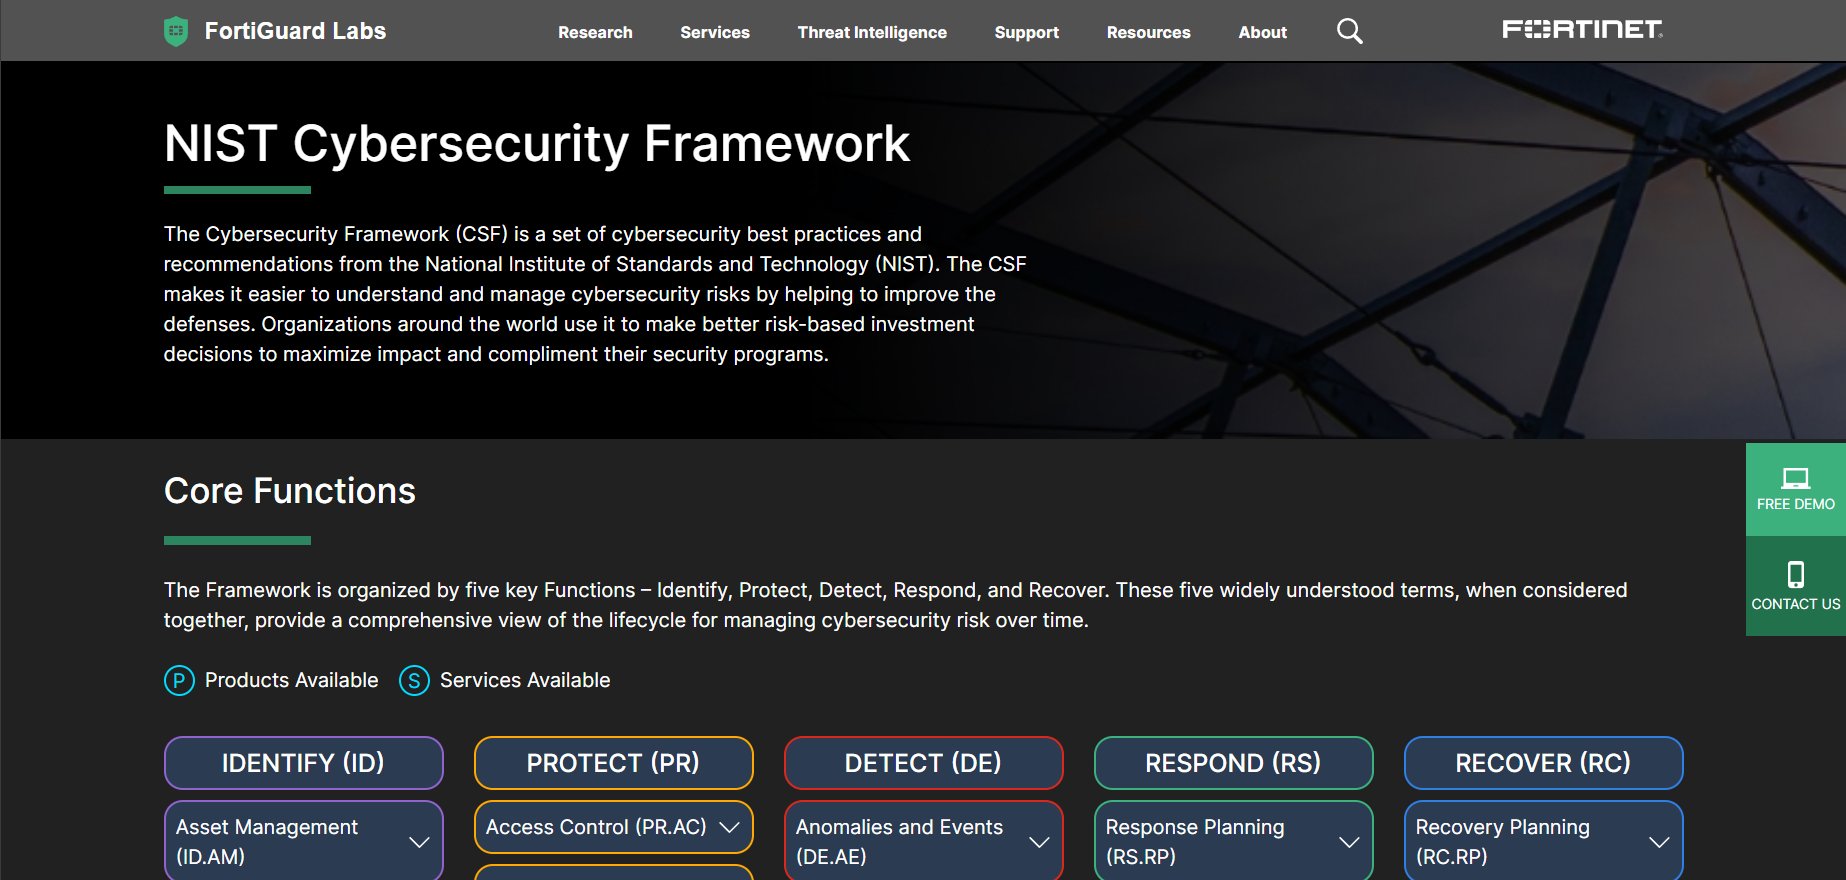 FortiGuard Labs
Research
Services
Threat Intelligence
Support
Resources
About
FORTINET
NIST Cybersecurity Framework
The Cybersecurity Framework (CSF) is a set of cybersecurity best practices and
recommendations from the National Institute of Standards and Technology (NIST). The CSF
makes it easier to understand and manage cybersecurity risks by helping to improve the
defenses. Organizations around the world use it to make better risk-based investment
decisions to maximize impact and compliment their security programs.
FREE DEMO
CONTACT US
Core Functions
The Framework is organized by five key Functions – Identify, Protect, Detect, Respond, and Recover. These five widely understood terms, when considered
together, provide a comprehensive view of the lifecycle for managing cybersecurity risk over time.
P Products Available S Services Available
IDENTIFY (ID)
PROTECT (PR)
DETECT (DE)
RESPOND (RS)
RECOVER (RC)
Asset Management
(ID.AM)
Access Control (PR.AC)
Anomalies and Events
(DE.AE)
Response Planning
(RS.RP)
Recovery Planning
(RC.RP)